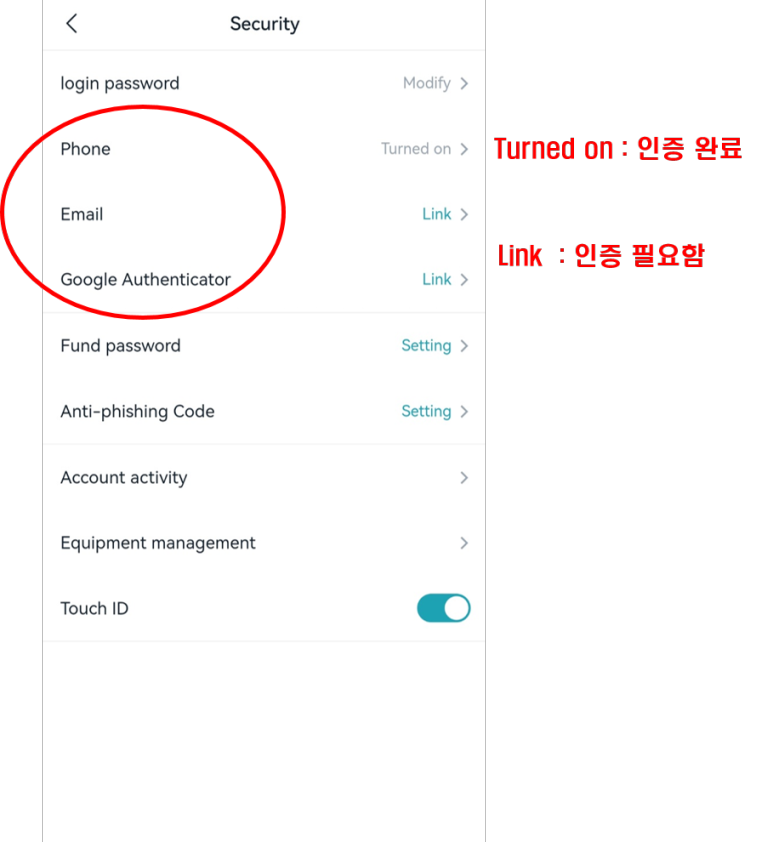 Security
login password Modify
Phone Turned on
Turned on : 인증 완료
Email Link
Link : 인증 필요함
Google Authenticator Link
Fund password Setting
Anti-phishing Code Setting
Account activity
Equipment management
Touch ID